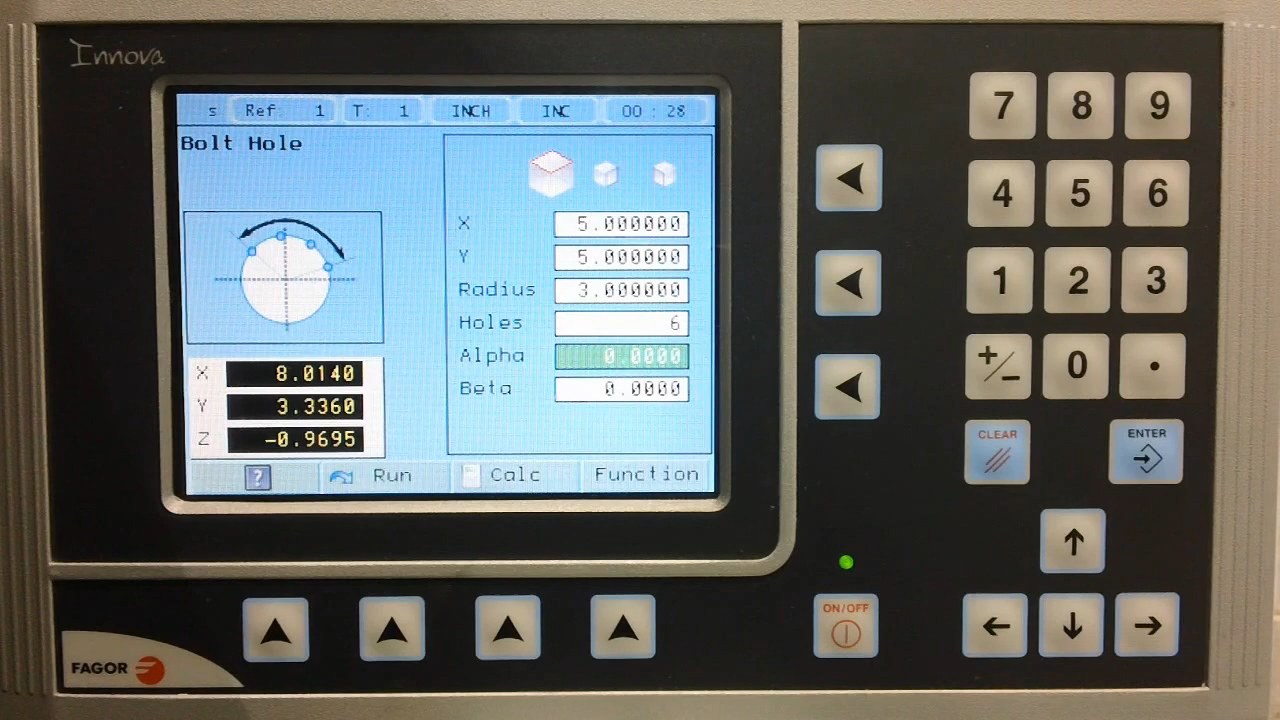 Innova
s Ref: 1 T: 1 INCH INC 00 : 28
Bolt Hole
X 5.000000
Y 5.000000
Radius 3.000000
Holes 6
Alpha 0.0000
Beta 0.0000
X 8.0140
Y 3.3360
Z -0.9695
? Run Calc Function
7 8 9
4 5 6
1 2 3
+/- 0 .
CLEAR ENTER
ON/OFF
FAGOR